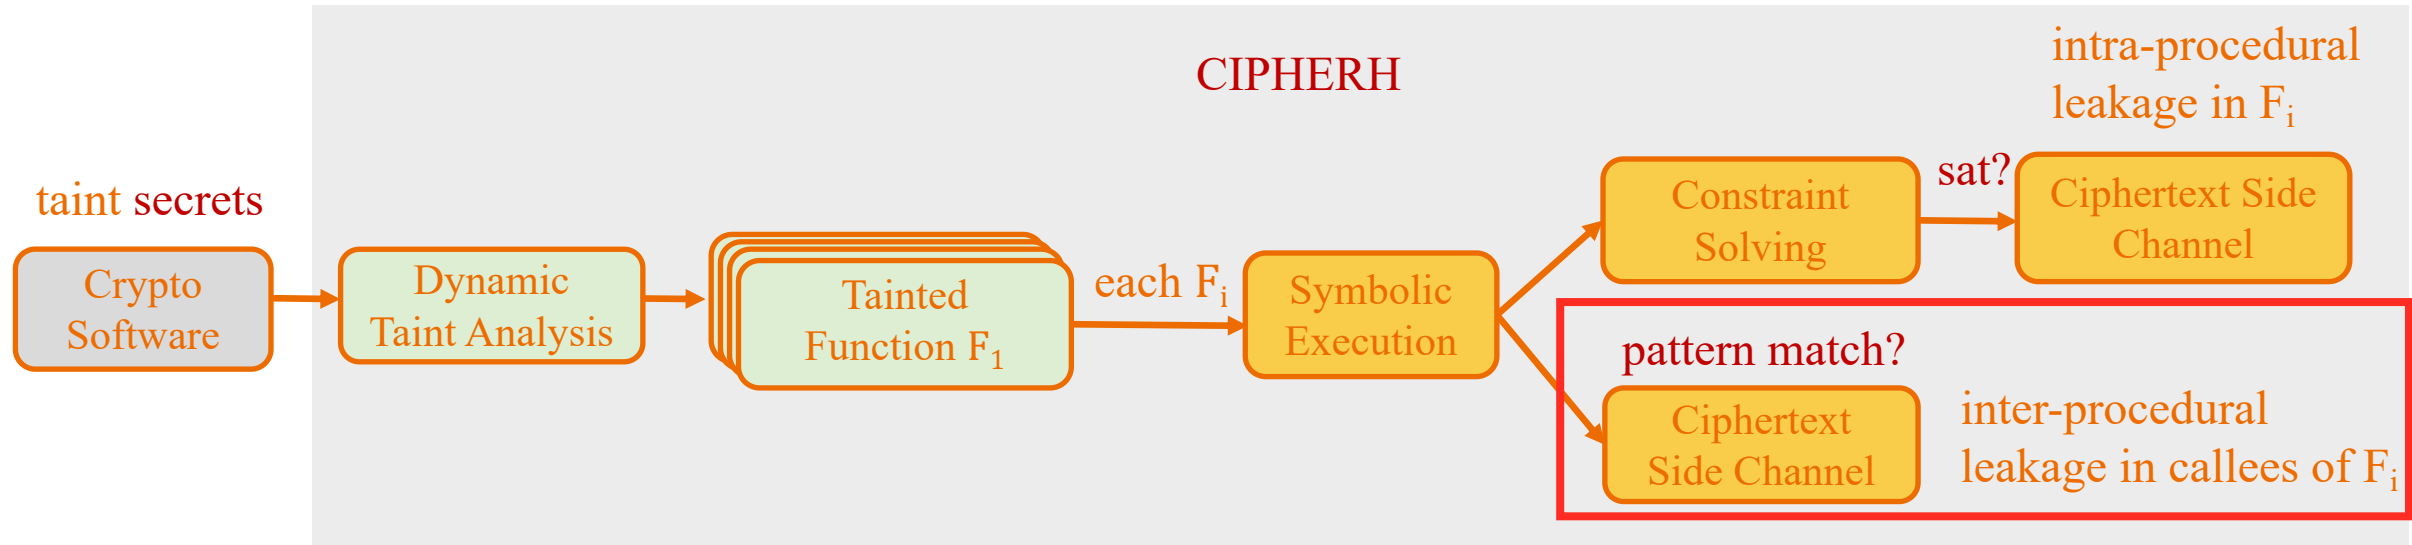 CIPHERH
intra-procedural
leakage in Fi
taint secrets
Crypto
Software
Dynamic
Taint Analysis
Tainted
Function F1
each Fi
Symbolic
Execution
Constraint
Solving
sat?
Ciphertext Side
Channel
pattern match?
Ciphertext
Side Channel
inter-procedural
leakage in callees of Fi